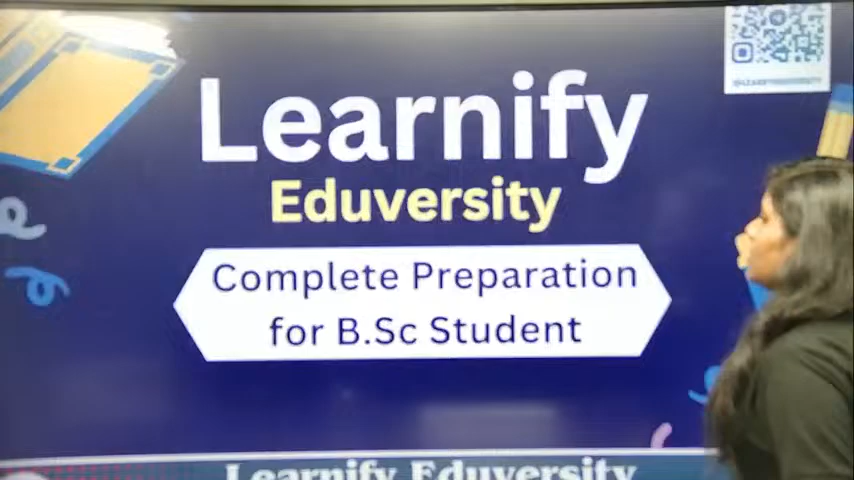 Learnify
Eduversity
Complete Preparation
for B.Sc Student
Learnify Eduversity